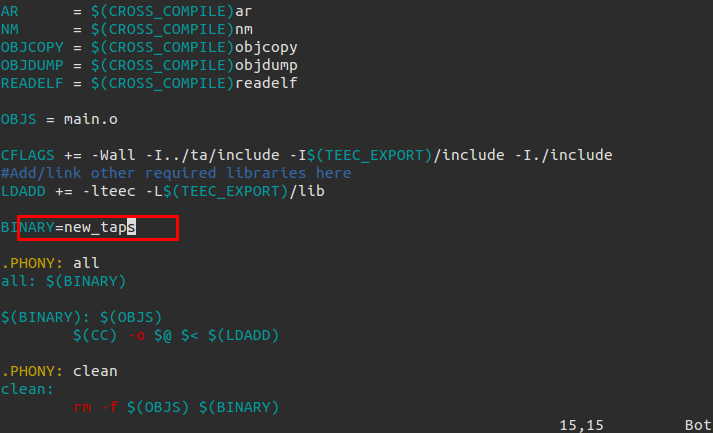 AR      = $(CROSS_COMPILE)ar
NM      = $(CROSS_COMPILE)nm
OBJCOPY = $(CROSS_COMPILE)objcopy
OBJDUMP = $(CROSS_COMPILE)objdump
READELF = $(CROSS_COMPILE)readelf
OBJS = main.o
CFLAGS += -Wall -I../ta/include -I$(TEEC_EXPORT)/include -I./include
#Add/link other required libraries here
LDADD += -lteec -L$(TEEC_EXPORT)/lib
BINARY=new_taps
.PHONY: all
all: $(BINARY)
$(BINARY): $(OBJS)
        $(CC) -o $@ $< $(LDADD)
.PHONY: clean
clean:
        rm -f $(OBJS) $(BINARY)
15,15         Bot